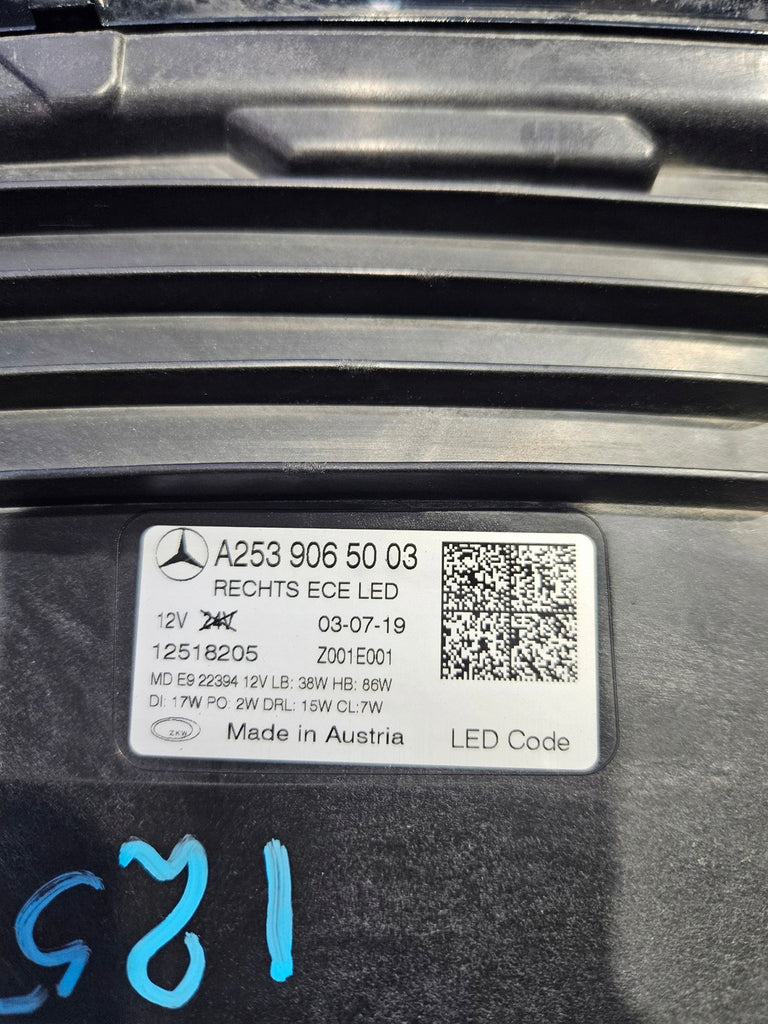 A253 906 50 03
RECHTS ECE LED
12V 24V 03-07-19
12518205 Z001E001
MD E9 22394 12V LB: 38W HB: 86W
DI: 17W PO: 2W DRL: 15W CL:7W
ZKW Made in Austria LED Code